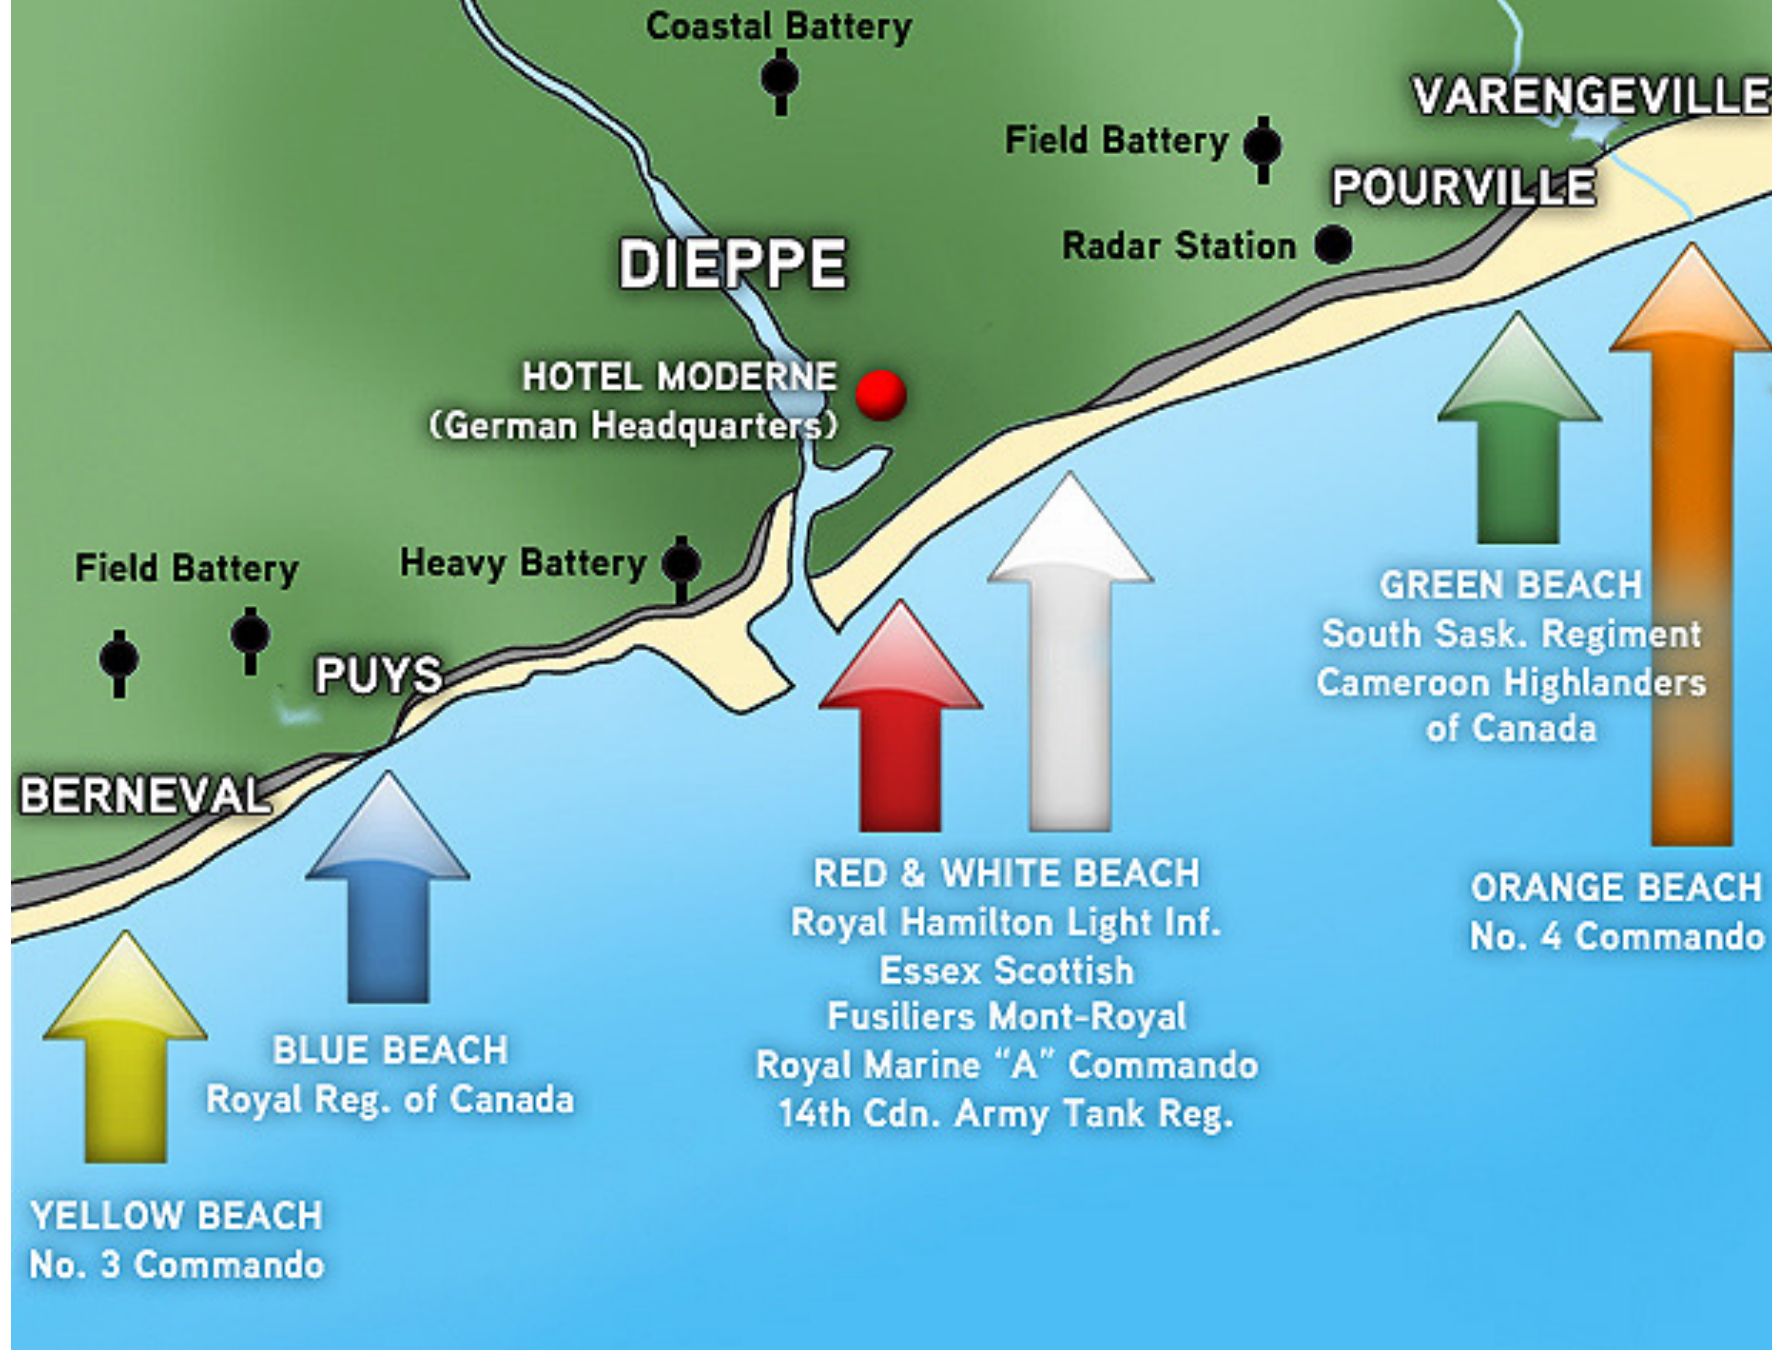 Coastal Battery
VARENGEVILLE
Field Battery
POURVILLE
Radar Station
DIEPPE
HOTEL MODERNE
(German Headquarters)
Field Battery
Heavy Battery
PUYS
BERNEVAL
GREEN BEACH
South Sask. Regiment
Cameroon Highlanders
of Canada
RED & WHITE BEACH
Royal Hamilton Light Inf.
Essex Scottish
Fusiliers Mont-Royal
Royal Marine “A” Commando
14th Cdn. Army Tank Reg.
ORANGE BEACH
No. 4 Commando
BLUE BEACH
Royal Reg. of Canada
YELLOW BEACH
No. 3 Commando